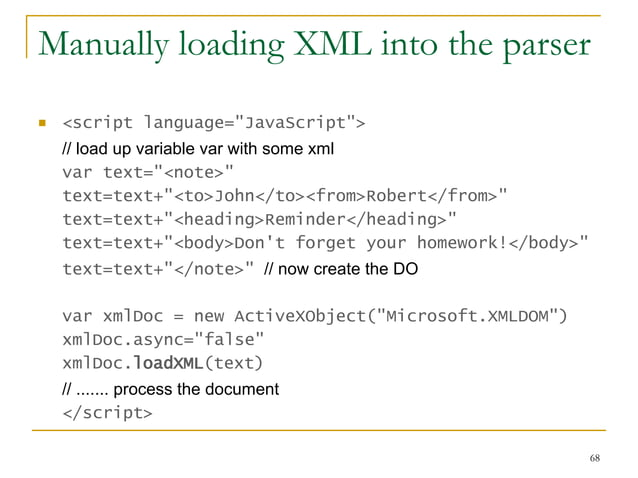 Manually loading XML into the parser
<script language="JavaScript">
// load up variable var with some xml
var text="<note>"
text=text+"<to>John</to><from>Robert</from>"
text=text+"<heading>Reminder</heading>"
text=text+"<body>Don't forget your homework!</body>"
text=text+"</note>" // now create the DO
var xmlDoc = new ActiveXObject("Microsoft.XMLDOM")
xmlDoc.async="false"
xmlDoc.loadXML(text)
// ....... process the document
</script>
68